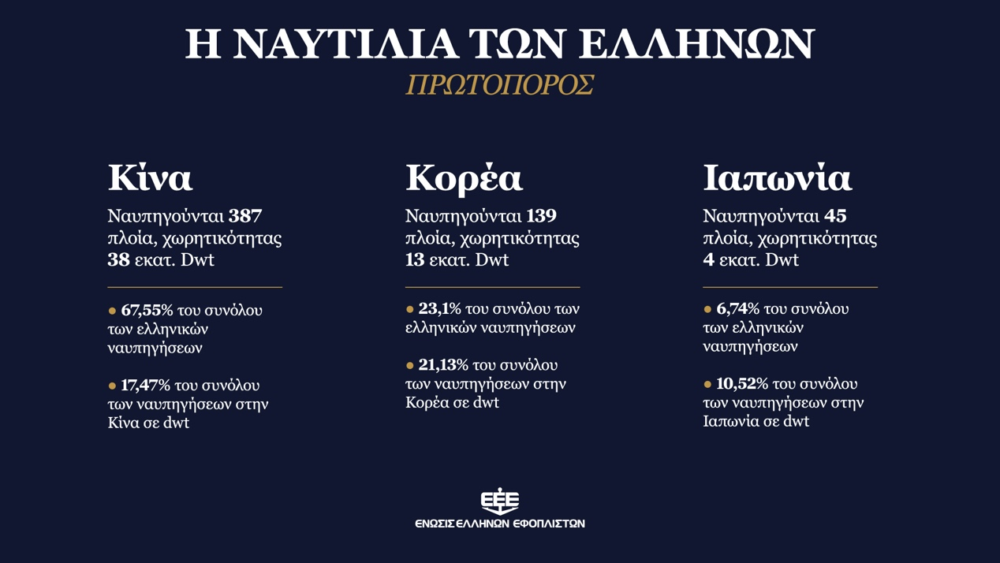 Η ΝΑΥΤΙΛΙΑ ΤΩΝ ΕΛΛΗΝΩΝ
ΠΡΩΤΟΠΟΡΟΣ
Κίνα
Ναυπηγούνται 387
πλοία, χωρητικότητας
38 εκατ. Dwt
● 67,55% του συνόλου
των ελληνικών
ναυπηγήσεων
● 17,47% του συνόλου
των ναυπηγήσεων στην
Κίνα σε dwt
Κορέα
Ναυπηγούνται 139
πλοία, χωρητικότητας
13 εκατ. Dwt
● 23,1% του συνόλου των
ελληνικών ναυπηγήσεων
● 21,13% του συνόλου
των ναυπηγήσεων στην
Κορέα σε dwt
Ιαπωνία
Ναυπηγούνται 45
πλοία, χωρητικότητας
4 εκατ. Dwt
● 6,74% του συνόλου
των ελληνικών
ναυπηγήσεων
● 10,52% του συνόλου
των ναυπηγήσεων στην
Ιαπωνία σε dwt
ΕΕΕ
ΕΝΩΣΙΣ ΕΛΛΗΝΩΝ ΕΦΟΠΛΙΣΤΩΝ